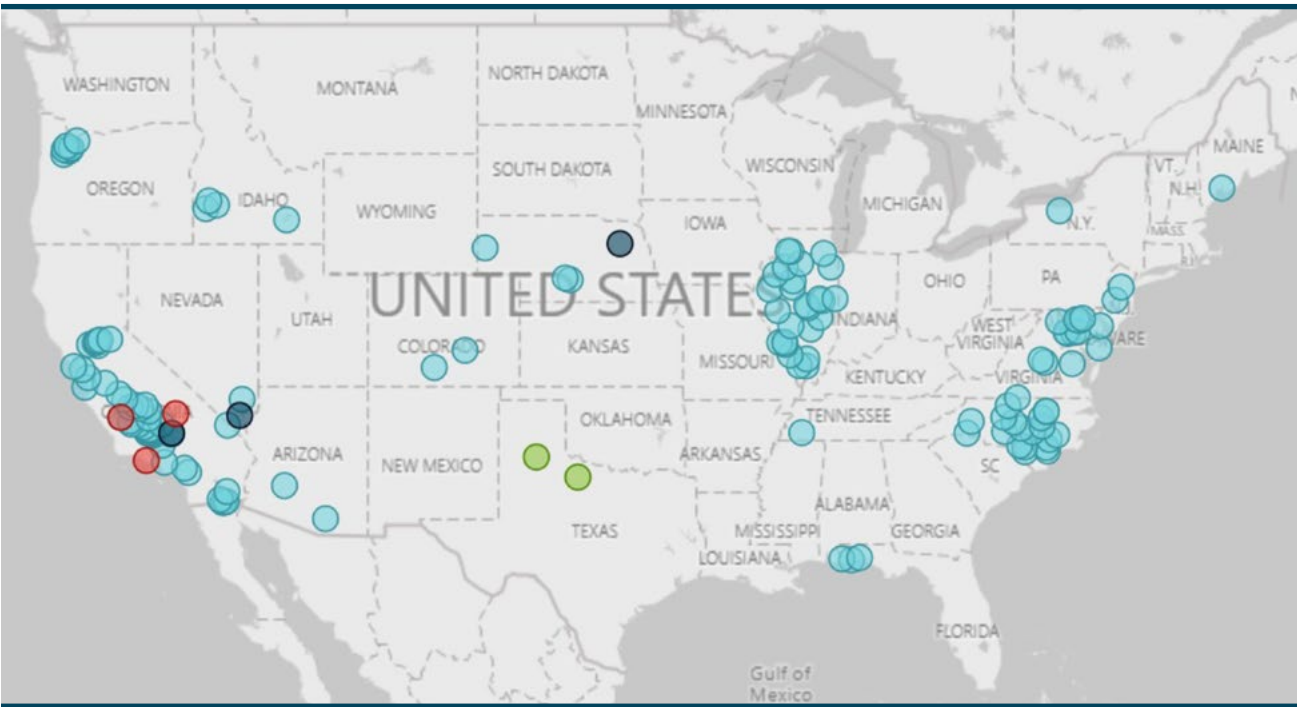 WASHINGTON
MONTANA
NORTH DAKOTA
MINNESOTA
SOUTH DAKOTA
WISCONSIN
MAINE
VT.
N.H.
OREGON
IDAHO
WYOMING
IOWA
MICHIGAN
N.Y.
MASS.
R.I.
UNITED STATES
NEVADA
UTAH
OHIO
PA
INDIANA
WEST
VIRGINIA
COLORADO
KANSAS
MISSOURI
KENTUCKY
VIRGINIA
OKLAHOMA
TENNESSEE
ARIZONA
NEW MEXICO
ARKANSAS
SC
TEXAS
ALABAMA
MISSISSIPPI
GEORGIA
LOUISIANA
FLORIDA
Gulf of
Mexico